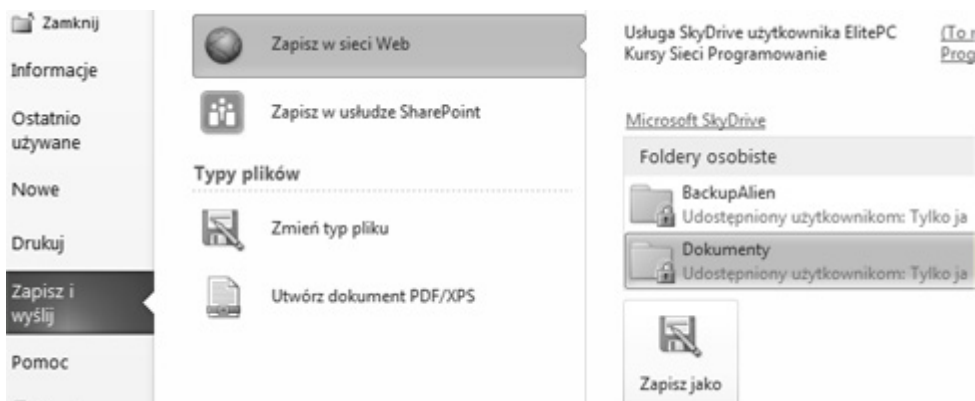 Zamknij
Informacje
Ostatnio
używane
Nowe
Drukuj
Zapisz i
wyślij
Pomoc
Zapisz w sieci Web
Zapisz w usłudze SharePoint
Typy plików
Zmień typ pliku
Utwórz dokument PDF/XPS
Usługa SkyDrive użytkownika ElitePC
Kursy Sieci Programowanie
Microsoft SkyDrive
Foldery osobiste
BackupAlien
Udostępniony użytkownikom: Tylko ja
Dokumenty
Udostępniony użytkownikom: Tylko ja
Zapisz jako